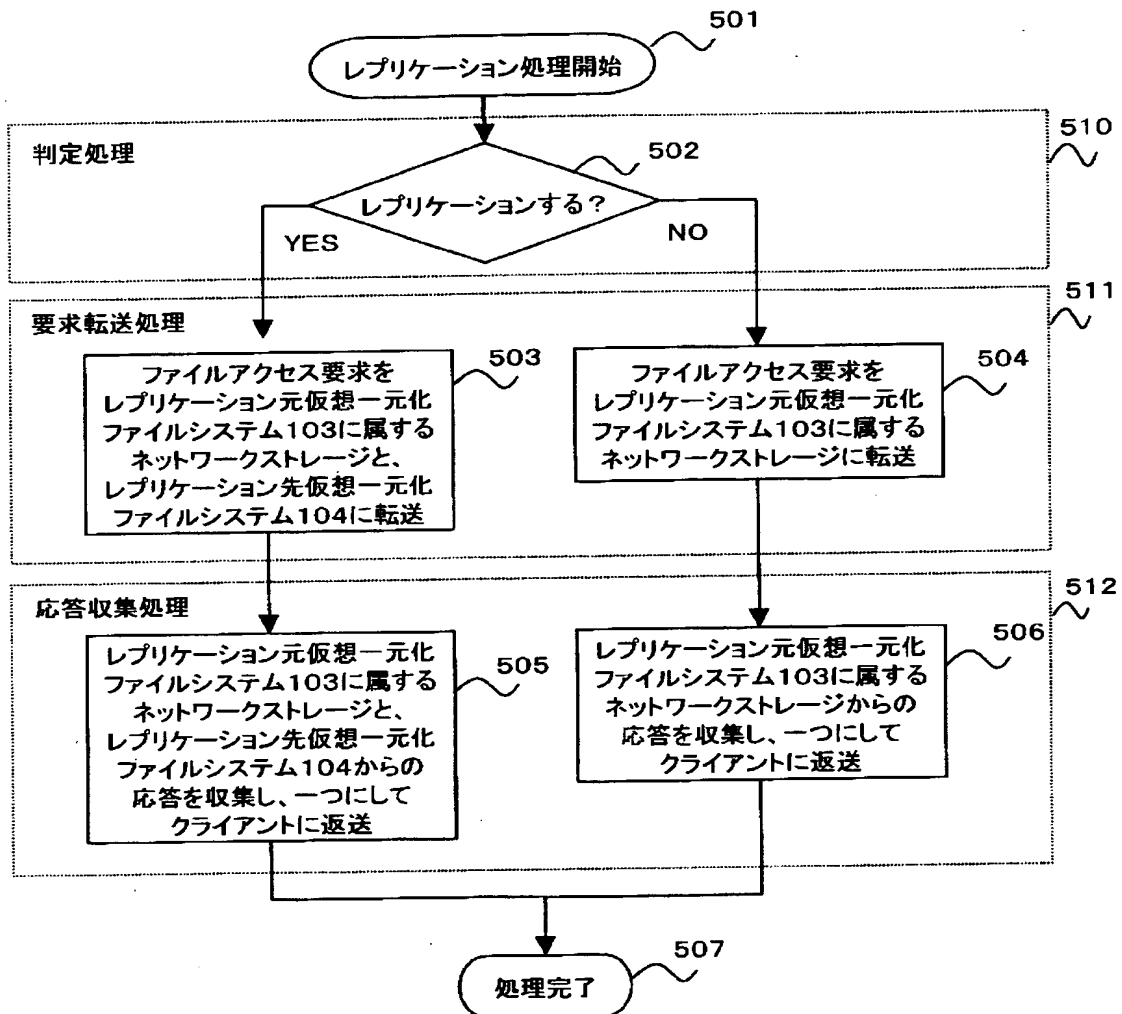 501
レプリケーション処理開始
510
判定処理
502
レプリケーションする？
YES
NO
511
要求転送処理
503
ファイルアクセス要求を
レプリケーション元仮想一元化
ファイルシステム103に属する
ネットワークストレージと、
レプリケーション先仮想一元化
ファイルシステム104に転送
504
ファイルアクセス要求を
レプリケーション元仮想一元化
ファイルシステム103に属する
ネットワークストレージに転送
512
応答収集処理
505
レプリケーション元仮想一元化
ファイルシステム103に属する
ネットワークストレージと、
レプリケーション先仮想一元化
ファイルシステム104からの
応答を収集し、一つにして
クライアントに返送
506
レプリケーション元仮想一元化
ファイルシステム103に属する
ネットワークストレージからの
応答を収集し、一つにして
クライアントに返送
507
処理完了